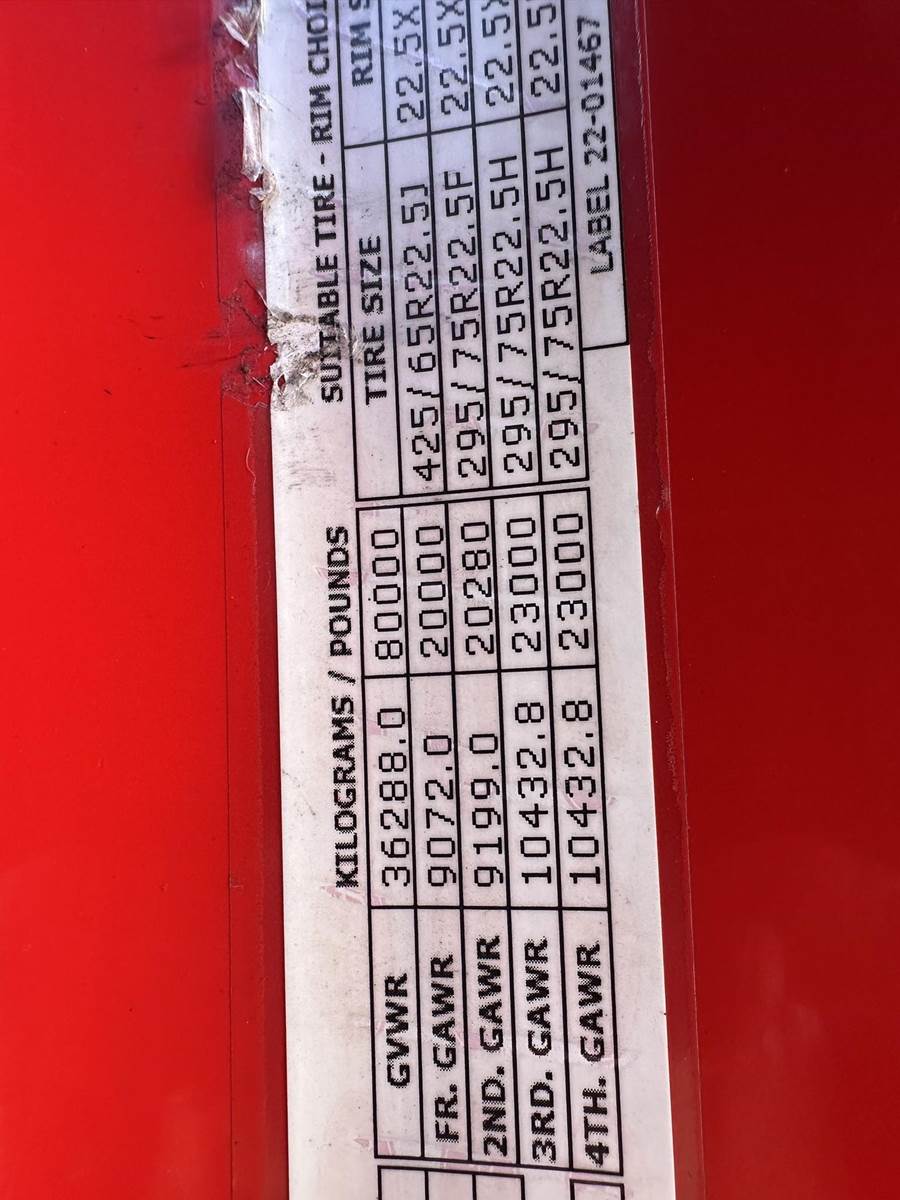 KILOGRAMS / POUNDS SUITABLE TIRE - RIM
TIRE SIZE RIM
GVWR 36288.0 80000 425/65R22.5J 22.5X
FR. GAWR 9072.0 20000 295/75R22.5F 22.5X
2ND. GAWR 9199.0 20280 295/75R22.5H 22.5X
3RD. GAWR 10432.8 23000 295/75R22.5H 22.5
4TH. GAWR 10432.8 23000
LABEL 22-01467